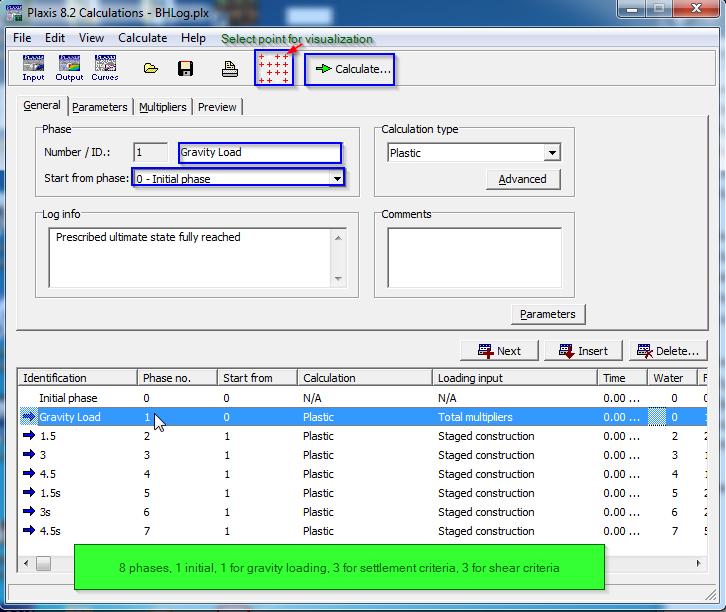 Plaxis 8.2 Calculations - BHLog.plx
File Edit View Calculate Help Select point for visualization
Input Output Curves Calculate...
General Parameters Multipliers Preview
Phase
Number / ID.: 1 Gravity Load
Start from phase: 0 - Initial phase
Calculation type
Plastic
Advanced
Log info
Prescribed ultimate state fully reached
Comments
Parameters
Next Insert Delete...
Identification Phase no. Start from Calculation Loading input Time Water F
Initial phase 0 0 N/A N/A 0.00 ... 0 0
Gravity Load 1 0 Plastic Total multipliers 0.00 ... 0 1
1.5 2 1 Plastic Staged construction 0.00 ... 2 2
3 3 1 Plastic Staged construction 0.00 ... 3 1
4.5 4 1 Plastic Staged construction 0.00 ... 4 1
1.5s 5 1 Plastic Staged construction 0.00 ... 5 2
3s 6 1 Plastic Staged construction 0.00 ... 6 2
4.5s 7 1 Plastic Staged construction 0.00 ... 7 5
8 phases, 1 initial, 1 for gravity loading, 3 for settlement criteria, 3 for shear criteria